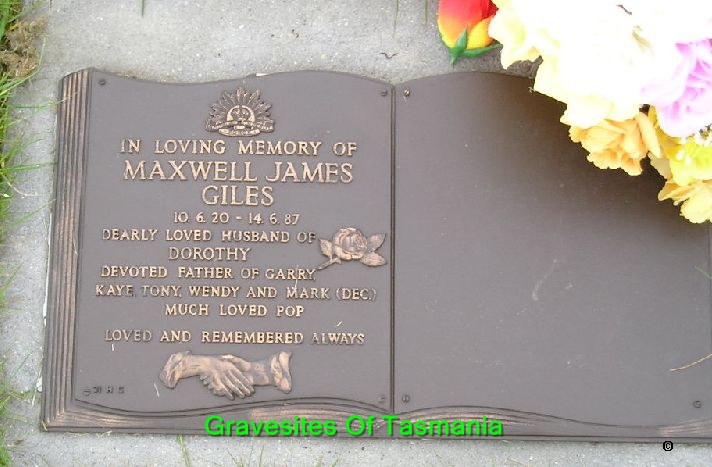 IN LOVING MEMORY OF
MAXWELL JAMES
GILES
10.6.20 - 14.6.87
DEARLY LOVED HUSBAND OF
DOROTHY
DEVOTED FATHER OF GARRY
KAYE, TONY, WENDY AND MARK (DEC.)
MUCH LOVED POP
LOVED AND REMEMBERED ALWAYS
Gravesites Of Tasmania
©